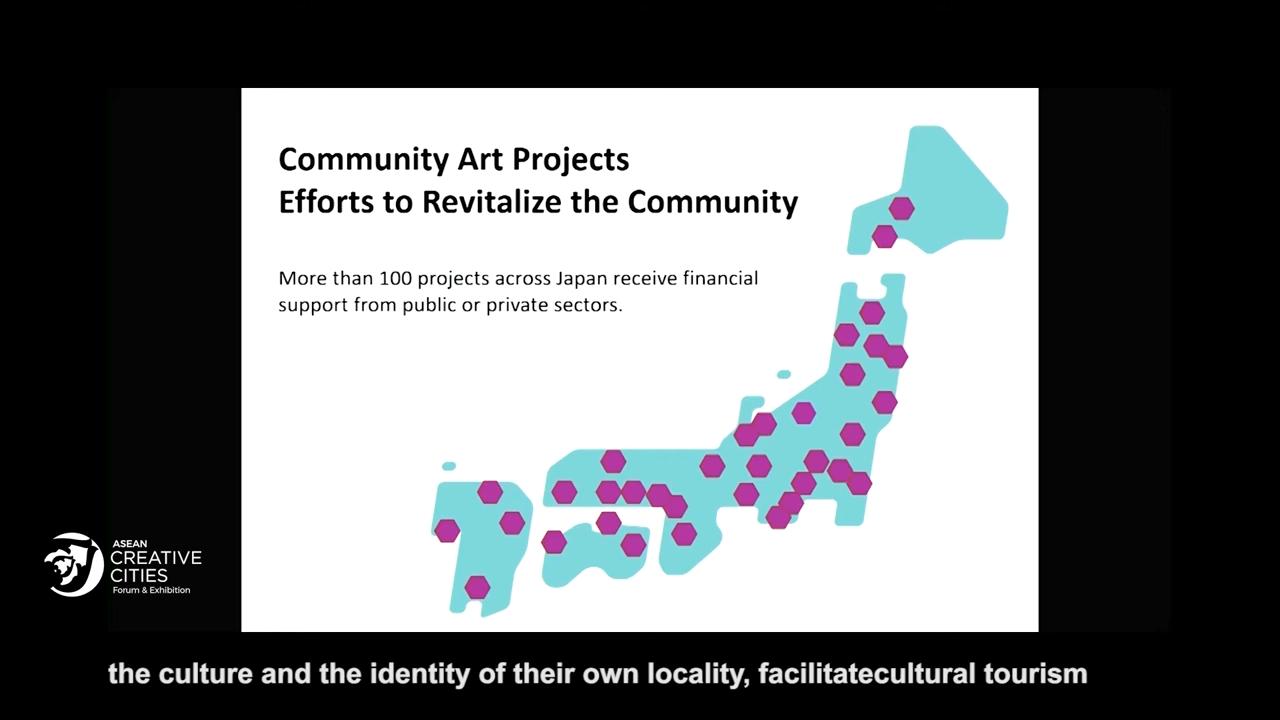 Community Art Projects
Efforts to Revitalize the Community
More than 100 projects across Japan receive financial
support from public or private sectors.
ASEAN
CREATIVE
CITIES
Forum & Exhibition
the culture and the identity of their own locality, facilitatecultural tourism